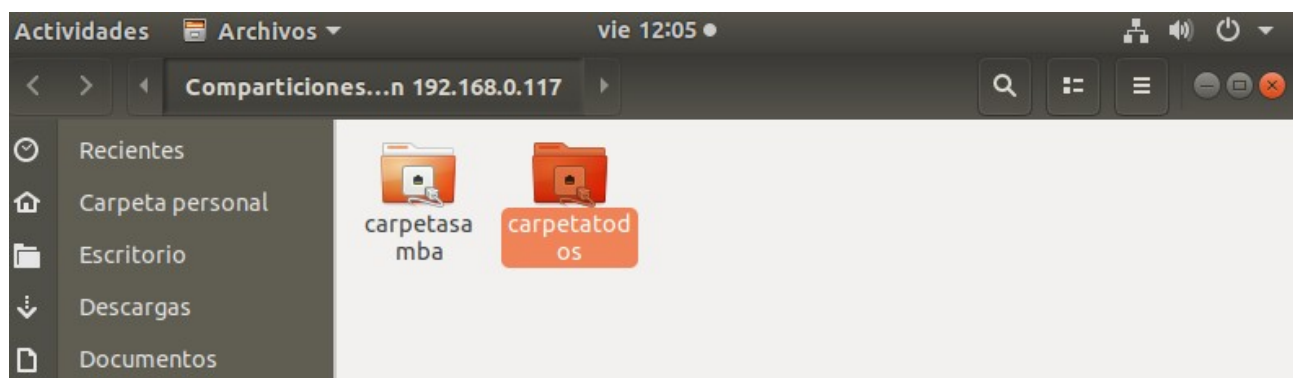 Actividades Archivos vie 12:05
Comparticiones...n 192.168.0.117
Recientes
Carpeta personal
Escritorio
Descargas
Documentos
carpetasa
mba
carpetatod
os